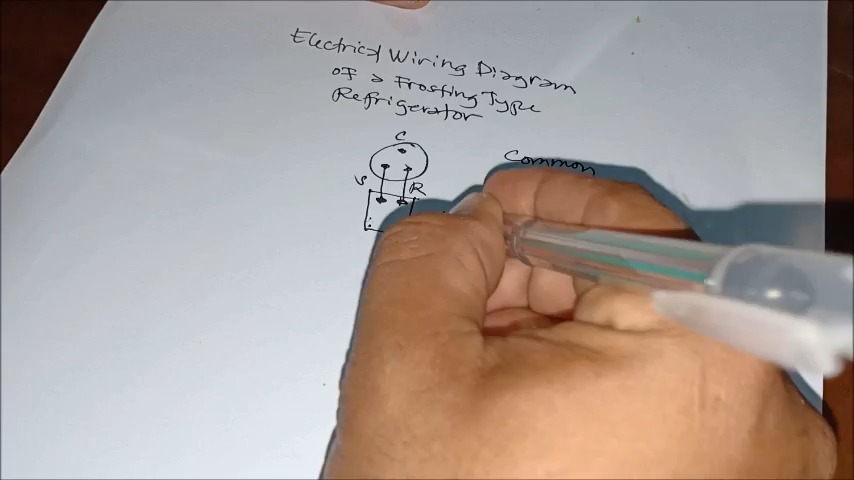 Electrical Wiring Diagram
of a Frosting Type
Refrigerator
C
Common
S
R